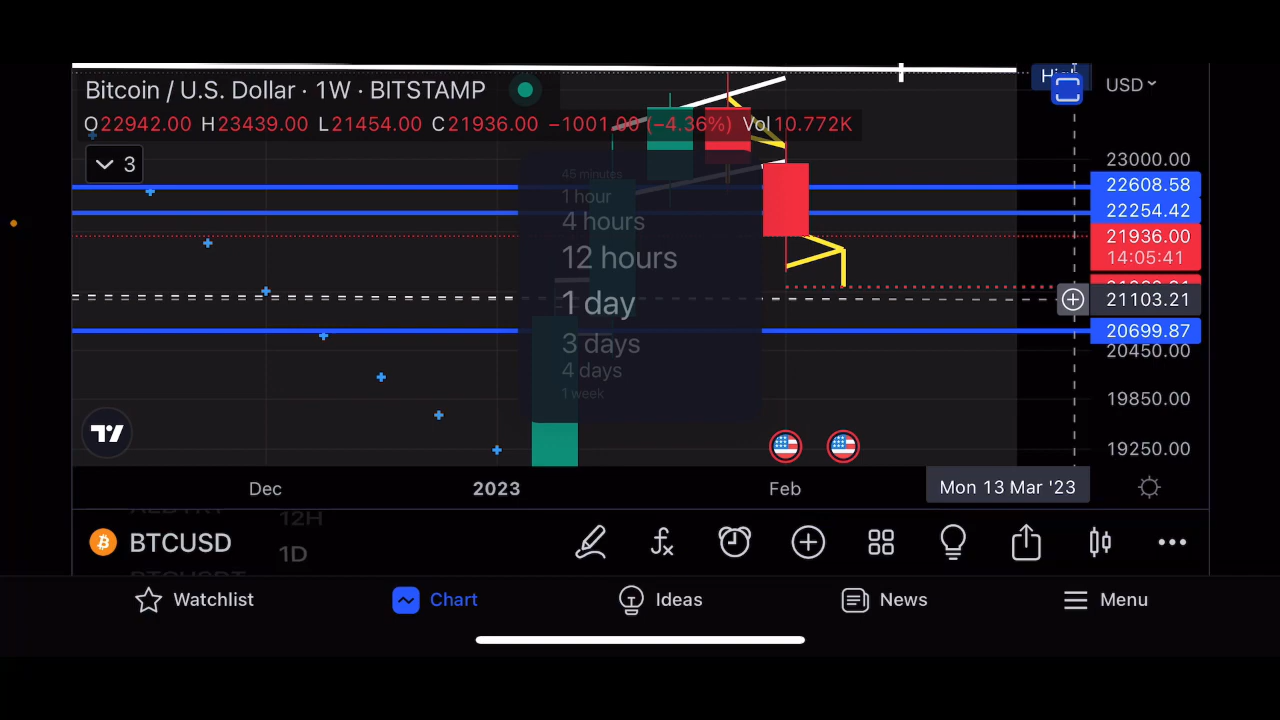 Bitcoin / U.S. Dollar · 1W · BITSTAMP
USD
O22942.00 H23439.00 L21454.00 C21936.00 −1001.00 (−4.36%) Vol10.772K
3
23000.00
22608.58
22254.42
21936.00
14:05:41
21103.21
20699.87
20450.00
19850.00
19250.00
45 minutes
1 hour
4 hours
12 hours
1 day
3 days
4 days
1 week
Dec
2023
Feb
Mon 13 Mar '23
12H
BTCUSD
1D
Watchlist
Chart
Ideas
News
Menu